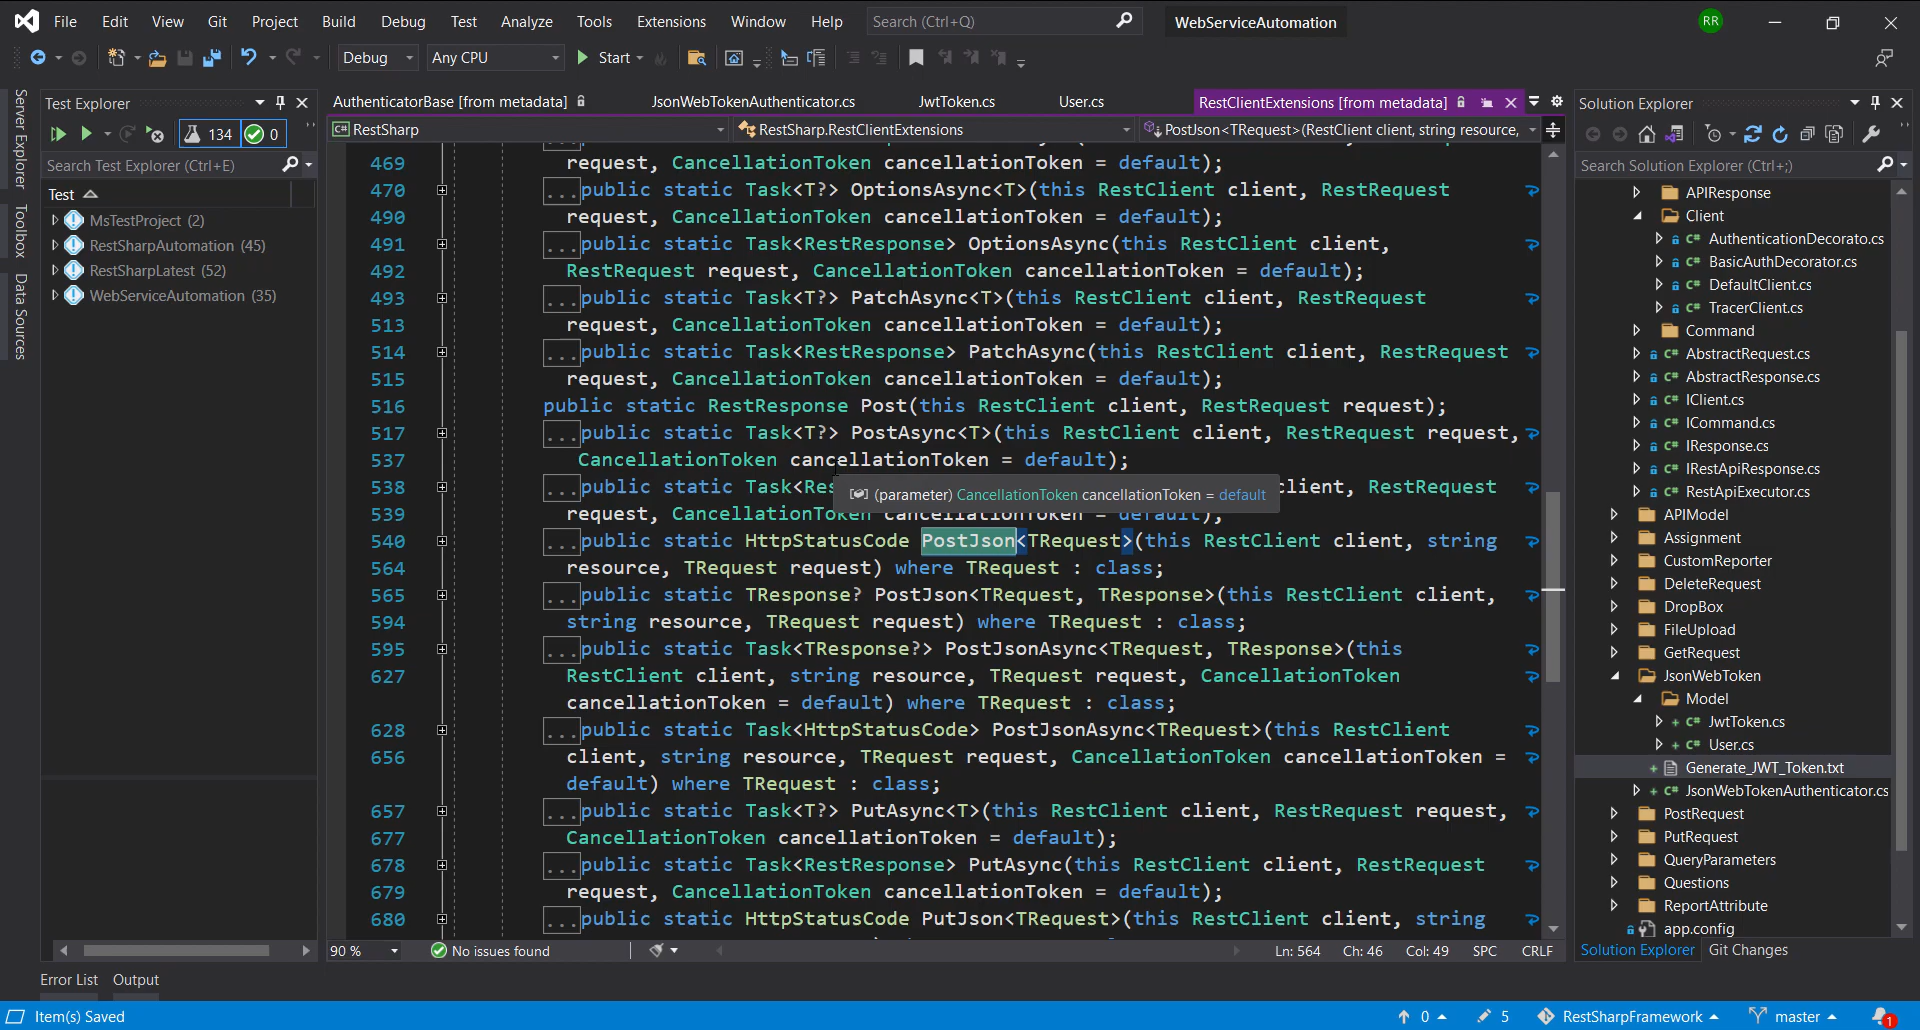 File Edit View Git Project Build Debug Test Analyze Tools Extensions Window Help Search (Ctrl+Q) WebServiceAutomation RR
Debug Any CPU Start
Server Explorer
Toolbox
Data Sources
Test Explorer
134 0
Search Test Explorer (Ctrl+E)
Test
MsTestProject (2)
RestSharpAutomation (45)
RestSharpLatest (52)
WebServiceAutomation (35)
AuthenticatorBase [from metadata] JsonWebTokenAuthenticator.cs JwtToken.cs User.cs RestClientExtensions [from metadata]
C# RestSharp RestSharp.RestClientExtensions PostJson<TRequest>(RestClient client, string resource,
469 request, CancellationToken cancellationToken = default);
470 ...public static Task<T?> OptionsAsync<T>(this RestClient client, RestRequest
490 request, CancellationToken cancellationToken = default);
491 ...public static Task<RestResponse> OptionsAsync(this RestClient client,
492 RestRequest request, CancellationToken cancellationToken = default);
493 ...public static Task<T?> PatchAsync<T>(this RestClient client, RestRequest
513 request, CancellationToken cancellationToken = default);
514 ...public static Task<RestResponse> PatchAsync(this RestClient client, RestRequest
515 request, CancellationToken cancellationToken = default);
516 public static RestResponse Post(this RestClient client, RestRequest request);
517 ...public static Task<T?> PostAsync<T>(this RestClient client, RestRequest request,
537 CancellationToken cancellationToken = default);
538 ...public static Task<Re client, RestRequest
(parameter) CancellationToken cancellationToken = default
539 request, CancellationToken cancellationToken = default);
540 ...public static HttpStatusCode PostJson<TRequest>(this RestClient client, string
564 resource, TRequest request) where TRequest : class;
565 ...public static TResponse? PostJson<TRequest, TResponse>(this RestClient client,
594 string resource, TRequest request) where TRequest : class;
595 ...public static Task<TResponse?> PostJsonAsync<TRequest, TResponse>(this
627 RestClient client, string resource, TRequest request, CancellationToken
cancellationToken = default) where TRequest : class;
628 ...public static Task<HttpStatusCode> PostJsonAsync<TRequest>(this RestClient
656 client, string resource, TRequest request, CancellationToken cancellationToken =
default) where TRequest : class;
657 ...public static Task<T?> PutAsync<T>(this RestClient client, RestRequest request,
677 CancellationToken cancellationToken = default);
678 ...public static Task<RestResponse> PutAsync(this RestClient client, RestRequest
679 request, CancellationToken cancellationToken = default);
680 ...public static HttpStatusCode PutJson<TRequest>(this RestClient client, string
90 % No issues found Ln: 564 Ch: 46 Col: 49 SPC CRLF
Solution Explorer
Search Solution Explorer (Ctrl+;)
APIResponse
Client
C# AuthenticationDecorato.cs
C# BasicAuthDecorator.cs
C# DefaultClient.cs
C# TracerClient.cs
Command
C# AbstractRequest.cs
C# AbstractResponse.cs
C# IClient.cs
C# ICommand.cs
C# IResponse.cs
C# IRestApiResponse.cs
C# RestApiExecutor.cs
APIModel
Assignment
CustomReporter
DeleteRequest
DropBox
FileUpload
GetRequest
JsonWebToken
Model
+ C# JwtToken.cs
+ C# User.cs
+ Generate_JWT_Token.txt
+ C# JsonWebTokenAuthenticator.cs
PostRequest
PutRequest
QueryParameters
Questions
ReportAttribute
app.config
Solution Explorer Git Changes
Error List Output
Item(s) Saved 0 5 RestSharpFramework master 1